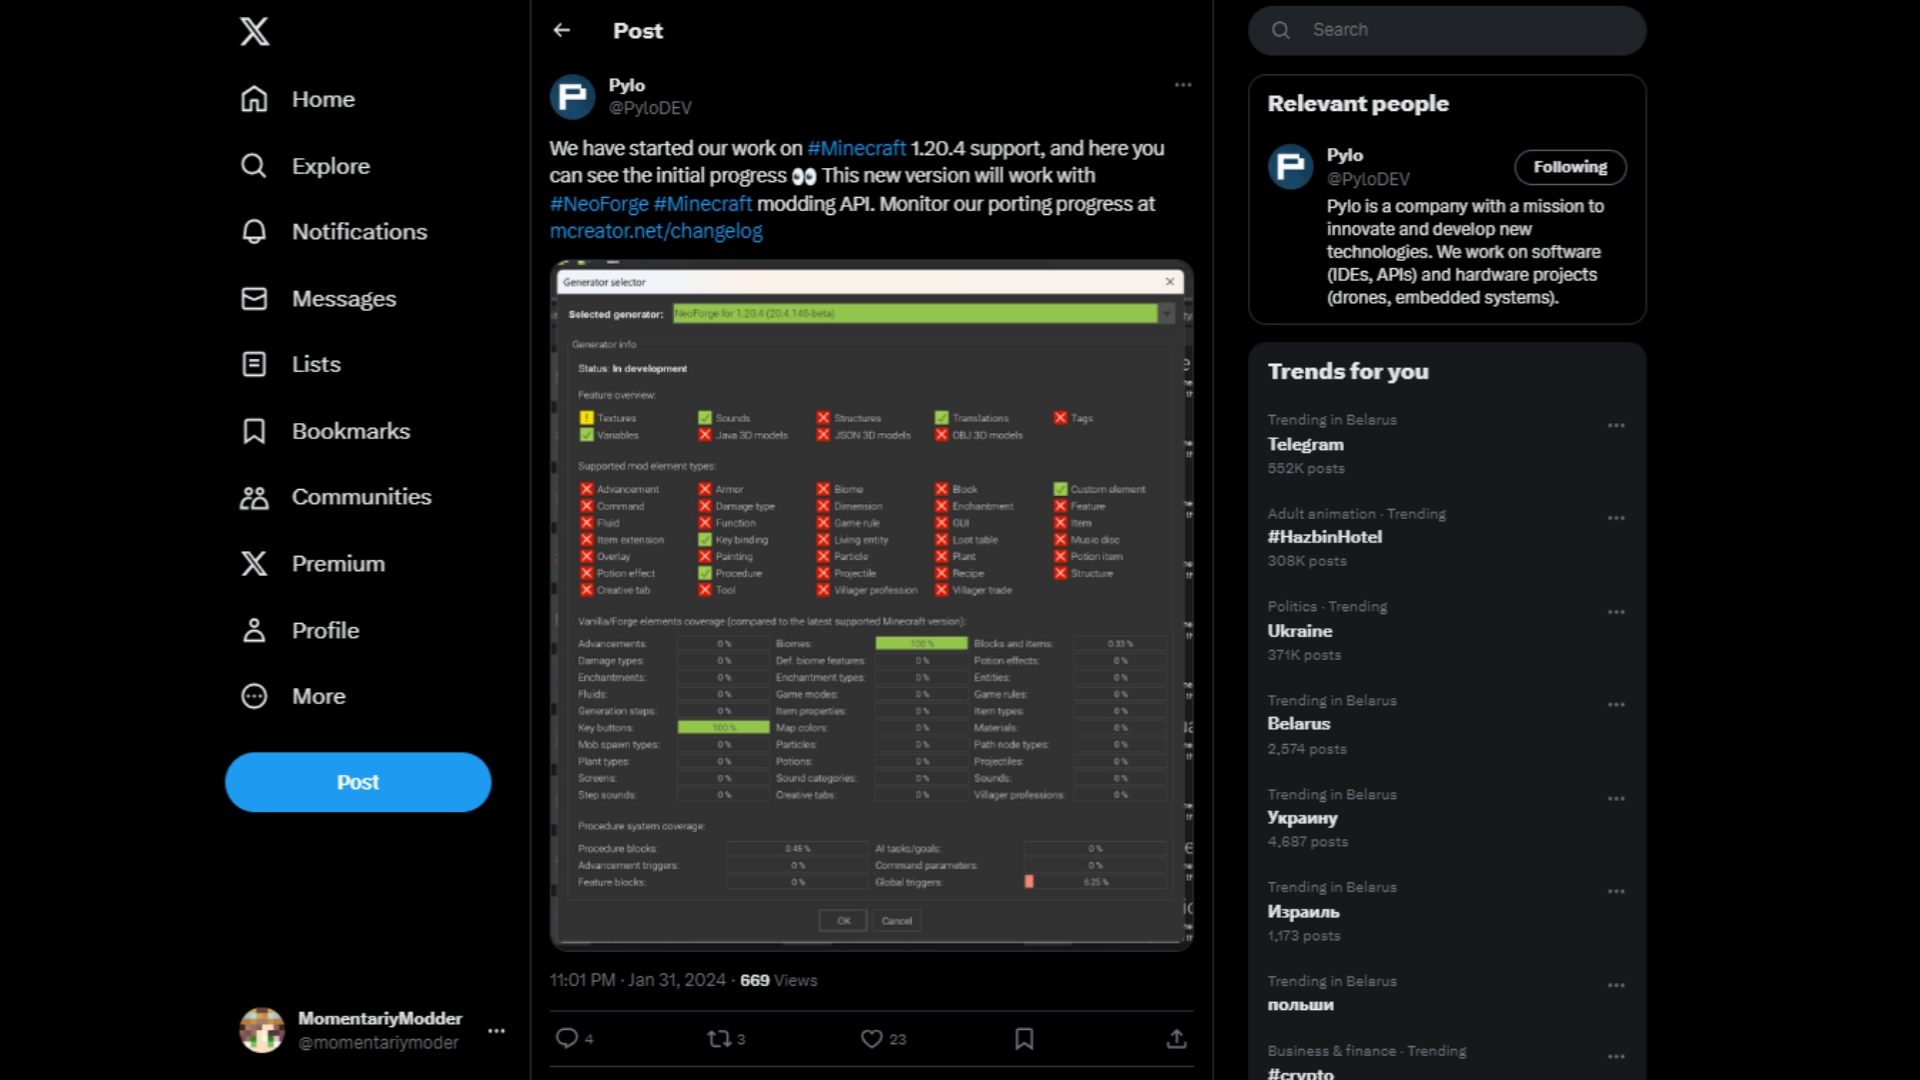 Home
Explore
Notifications
Messages
Lists
Bookmarks
Communities
Premium
Profile
More
Post
MomentariyModder
@momentariymoder
Post
Pylo
@PyloDEV
We have started our work on #Minecraft 1.20.4 support, and here you
can see the initial progress 👀 This new version will work with
#NeoForge #Minecraft modding API. Monitor our porting progress at
mcreator.net/changelog
Generator selector
Selected generator: NeoForge for 1.20.4 (20.4.146-beta)
Generator info
Status: In development
Feature overview:
Textures Sounds Structures Translations Tags
Variables Java 3D models JSON 3D models OBJ 3D models
Supported mod element types:
Advancement Armor Biome Block Custom element
Command Damage type Dimension Enchantment Feature
Fluid Function Game rule GUI Item
Item extension Key binding Living entity Loot table Music disc
Overlay Painting Particle Plant Potion item
Potion effect Procedure Projectile Recipe Structure
Creative tab Tool Villager profession Villager trade
Vanilla/Forge elements coverage (compared to the latest supported Minecraft version):
Advancements: 0 % Biomes: 100 % Blocks and items: 0.33 %
Damage types: 0 % Def. biome features: 0 % Potion effects: 0 %
Enchantments: 0 % Enchantment types: 0 % Entities: 0 %
Fluids: 0 % Game modes: 0 % Game rules: 0 %
Generation steps: 0 % Item properties: 0 % Item types: 0 %
Key buttons: 100 % Map colors: 0 % Materials: 0 %
Mob spawn types: 0 % Particles: 0 % Path node types: 0 %
Plant types: 0 % Potions: 0 % Projectiles: 0 %
Screens: 0 % Sound categories: 0 % Sounds: 0 %
Step sounds: 0 % Creative tabs: 0 % Villager professions: 0 %
Procedure system coverage:
Procedure blocks: 0.45 % AI tasks/goals: 0 %
Advancement triggers: 0 % Command parameters: 0 %
Feature blocks: 0 % Global triggers: 6.25 %
OK Cancel
11:01 PM · Jan 31, 2024 · 669 Views
4 3 23
Search
Relevant people
Pylo
@PyloDEV
Following
Pylo is a company with a mission to
innovate and develop new
technologies. We work on software
(IDEs, APIs) and hardware projects
(drones, embedded systems).
Trends for you
Trending in Belarus
Telegram
552K posts
Adult animation · Trending
#HazbinHotel
308K posts
Politics · Trending
Ukraine
371K posts
Trending in Belarus
Belarus
2,574 posts
Trending in Belarus
Украину
4,687 posts
Trending in Belarus
Израиль
1,173 posts
Trending in Belarus
польши
Business & finance · Trending
#crypto